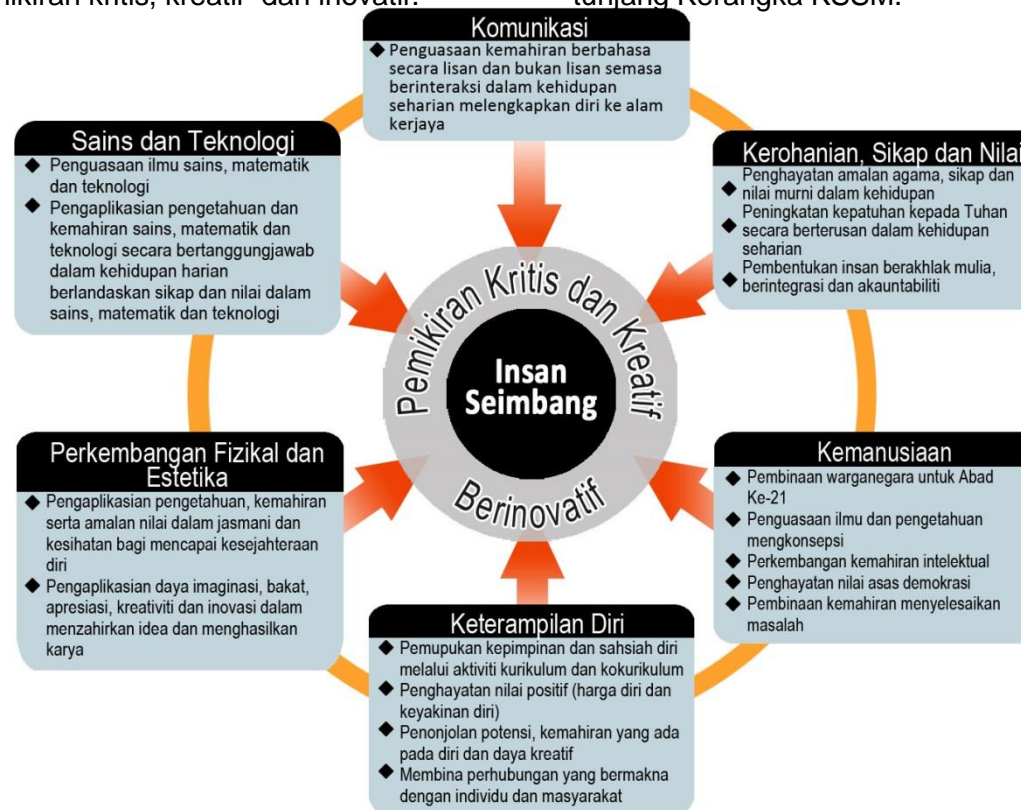 kritis, kreatif dan inovatif.
tunjang Kerangka KSSM.
Komunikasi
◆ Penguasaan kemahiran berbahasa
secara lisan dan bukan lisan semasa
berinteraksi dalam kehidupan
seharian melengkapkan diri ke alam
kerjaya
Sains dan Teknologi
◆ Penguasaan ilmu sains, matematik
dan teknologi
◆ Pengaplikasian pengetahuan dan
kemahiran sains, matematik dan
teknologi secara bertanggungjawab
dalam kehidupan harian
berlandaskan sikap dan nilai dalam
sains, matematik dan teknologi
Kerohanian, Sikap dan Nilai
Penghayatan amalan agama, sikap dan
◆ nilai murni dalam kehidupan
Peningkatan kepatuhan kepada Tuhan
◆ secara berterusan dalam kehidupan
seharian
◆ Pembentukan insan berakhlak mulia,
berintegrasi dan akauntabiliti
Pemikiran Kritis dan Kreatif
Insan
Seimbang
Berinovatif
Perkembangan Fizikal dan
Estetika
◆ Pengaplikasian pengetahuan, kemahiran
serta amalan nilai dalam jasmani dan
kesihatan bagi mencapai kesejahteraan
diri
◆ Pengaplikasian daya imaginasi, bakat,
apresiasi, kreativiti dan inovasi dalam
menzahirkan idea dan menghasilkan
karya
Kemanusiaan
◆ Pembinaan warganegara untuk Abad
Ke-21
◆ Penguasaan ilmu dan pengetahuan
mengkonsepsi
◆ Perkembangan kemahiran intelektual
◆ Penghayatan nilai asas demokrasi
◆ Pembinaan kemahiran menyelesaikan
masalah
Keterampilan Diri
◆ Pemupukan kepimpinan dan sahsiah diri
melalui aktiviti kurikulum dan kokurikulum
◆ Penghayatan nilai positif (harga diri dan
keyakinan diri)
◆ Penonjolan potensi, kemahiran yang ada
pada diri dan daya kreatif
◆ Membina perhubungan yang bermakna
dengan individu dan masyarakat